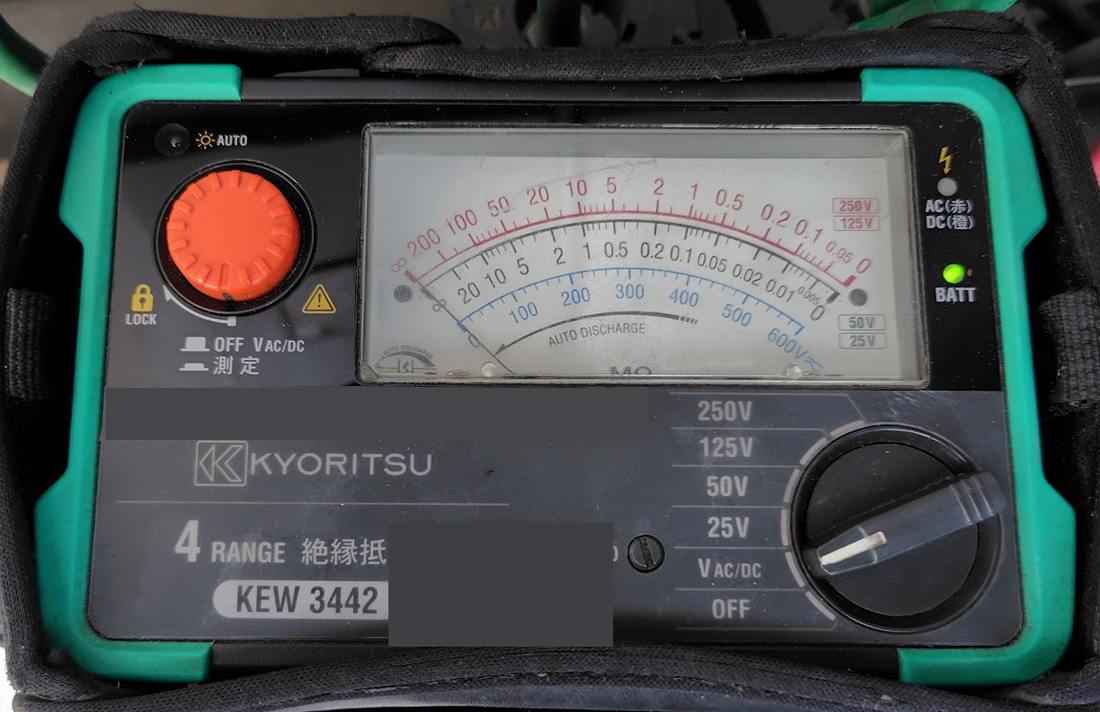 AUTO
LOCK
OFF VAC/DC
測定
∞ 200 100 50 20 10 5 2 1 0.5 0.2 0.1 0.05 0
∞ 20 10 5 2 1 0.5 0.2 0.1 0.05 0.02 0.01 0.005 0
0 100 200 300 400 500 600V
AUTO DISCHARGE
AUTO DISCHARGE
MΩ
250V
125V
50V
25V
AC(赤)
DC(橙)
BATT
KYORITSU
4 RANGE 絶縁抵
KEW 3442
250V
125V
50V
25V
VAC/DC
OFF